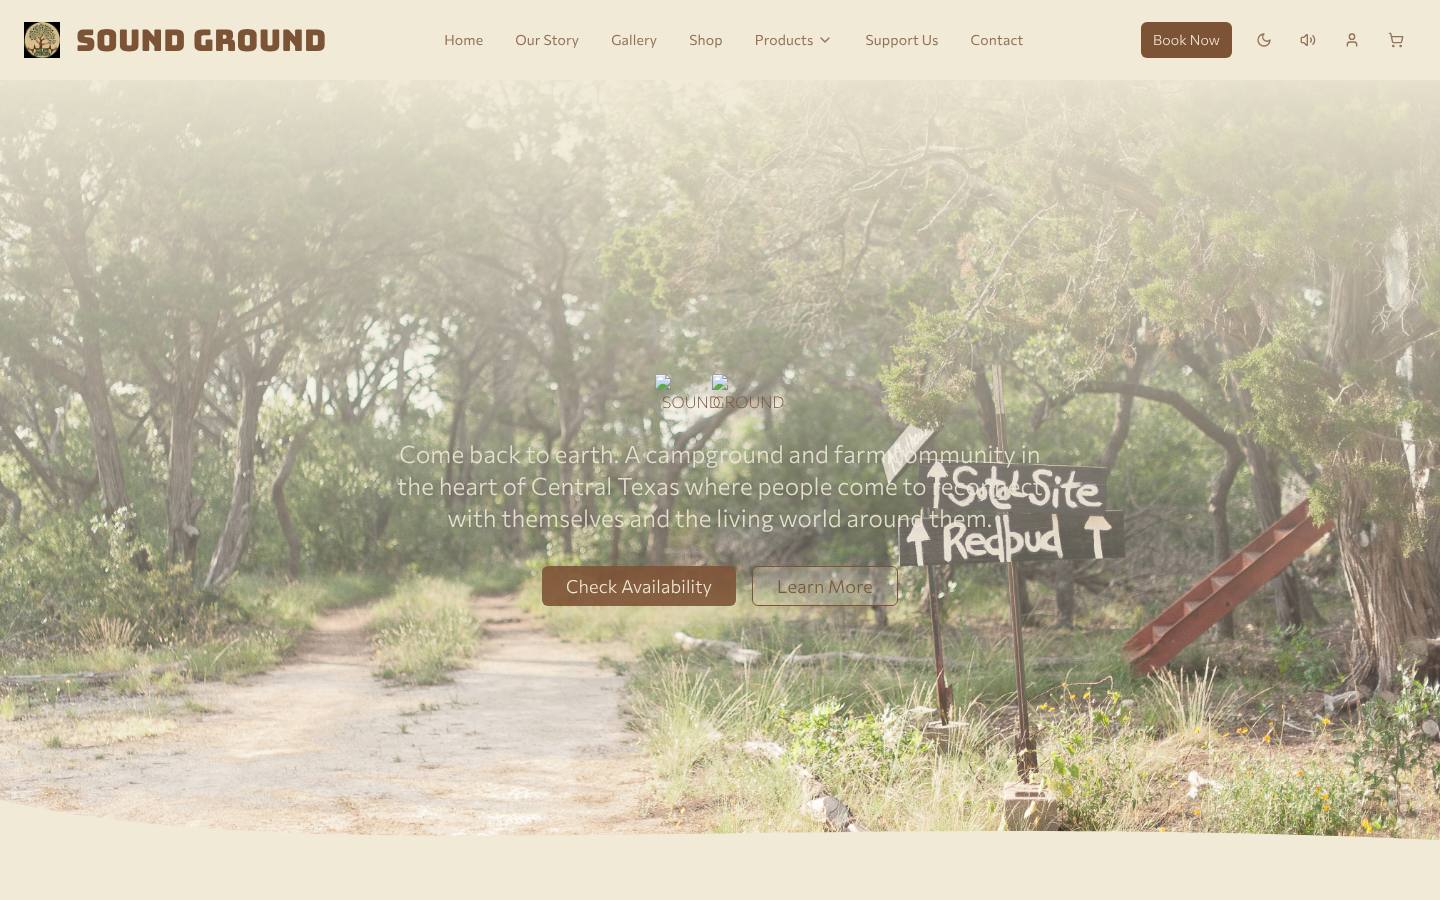 SOUND GROUND
Home
Our Story
Gallery
Shop
Products
Support Us
Contact
Book Now
SOUND
GROUND
Come back to earth. A campground and farm community in
the heart of Central Texas where people come to reconnect
with themselves and the living world around them.
Sotol Site
Redbud
Check Availability
Learn More